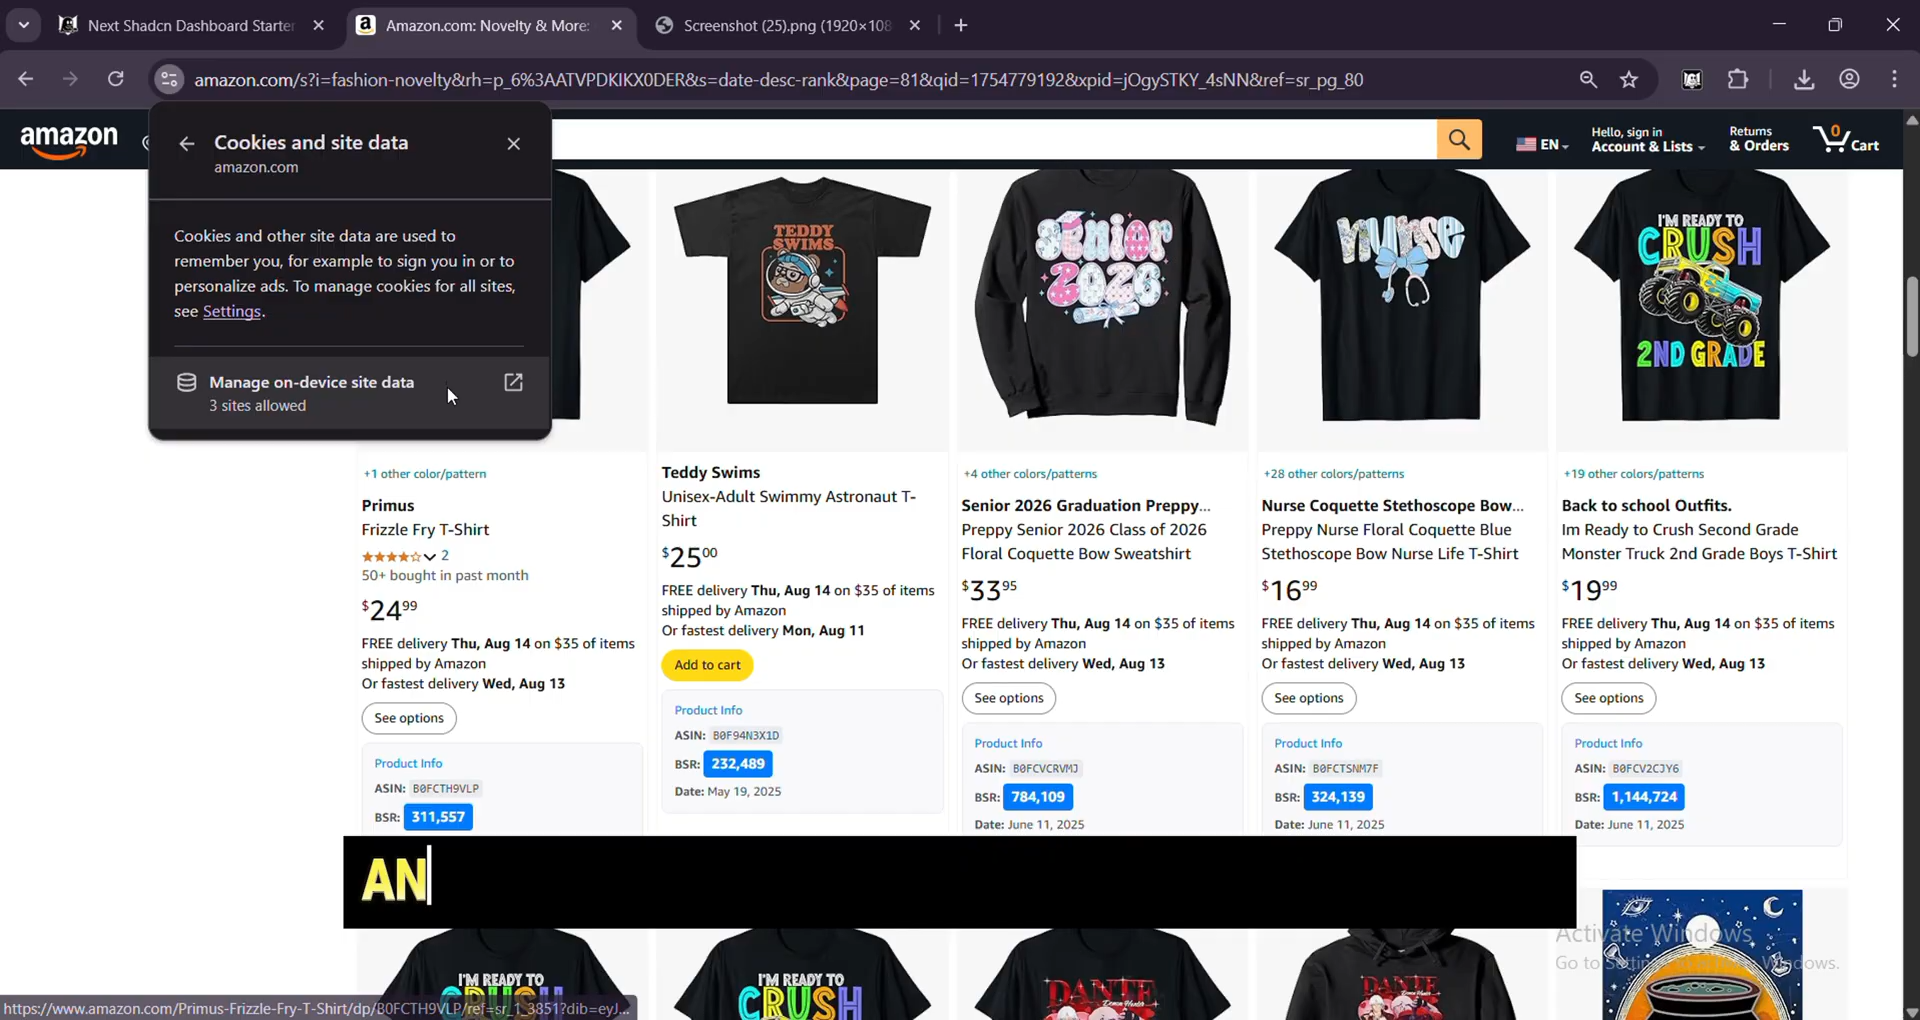 Next Shadcn Dashboard Starter
Amazon.com: Novelty & More:
Screenshot (25).png (1920×108
amazon.com/s?i=fashion-novelty&rh=p_6%3AATVPDKIKX0DER&s=date-desc-rank&page=81&qid=1754779192&xpid=jOgySTKY_4sNN&ref=sr_pg_80
amazon
EN
Hello, sign in
Account & Lists
Returns
& Orders
0
Cart
Cookies and site data
amazon.com
Cookies and other site data are used to
remember you, for example to sign you in or to
personalize ads. To manage cookies for all sites,
see Settings.
Manage on-device site data
3 sites allowed
TEDDY
SWIMS
Senior
2026
nurse
I'M READY TO
CRUSH
2ND GRADE
+1 other color/pattern
Primus
Frizzle Fry T-Shirt
2
50+ bought in past month
$24.99
FREE delivery Thu, Aug 14 on $35 of items
shipped by Amazon
Or fastest delivery Wed, Aug 13
See options
Product Info
ASIN: B0FCTH9VLP
BSR: 311,557
Teddy Swims
Unisex-Adult Swimmy Astronaut T-
Shirt
$25.00
FREE delivery Thu, Aug 14 on $35 of items
shipped by Amazon
Or fastest delivery Mon, Aug 11
Add to cart
Product Info
ASIN: B0F94N3X1D
BSR: 232,489
Date: May 19, 2025
+4 other colors/patterns
Senior 2026 Graduation Preppy...
Preppy Senior 2026 Class of 2026
Floral Coquette Bow Sweatshirt
$33.95
FREE delivery Thu, Aug 14 on $35 of items
shipped by Amazon
Or fastest delivery Wed, Aug 13
See options
Product Info
ASIN: B0FCVCRVMJ
BSR: 784,109
Date: June 11, 2025
+28 other colors/patterns
Nurse Coquette Stethoscope Bow...
Preppy Nurse Floral Coquette Blue
Stethoscope Bow Nurse Life T-Shirt
$16.99
FREE delivery Thu, Aug 14 on $35 of items
shipped by Amazon
Or fastest delivery Wed, Aug 13
See options
Product Info
ASIN: B0FCTSNM7F
BSR: 324,139
Date: June 11, 2025
+19 other colors/patterns
Back to school Outfits.
Im Ready to Crush Second Grade
Monster Truck 2nd Grade Boys T-Shirt
$19.99
FREE delivery Thu, Aug 14 on $35 of items
shipped by Amazon
Or fastest delivery Wed, Aug 13
See options
Product Info
ASIN: B0FCV2CJY6
BSR: 1,144,724
Date: June 11, 2025
AN
I'M READY TO
CRUSH
I'M READY TO
CRUSH
DANTE
DANTE
Activate Windows
Go to Settings to activate Windows.
https://www.amazon.com/Primus-Frizzle-Fry-T-Shirt/dp/B0FCTH9VLP/ref=sr_1_3851?dib=eyJ...